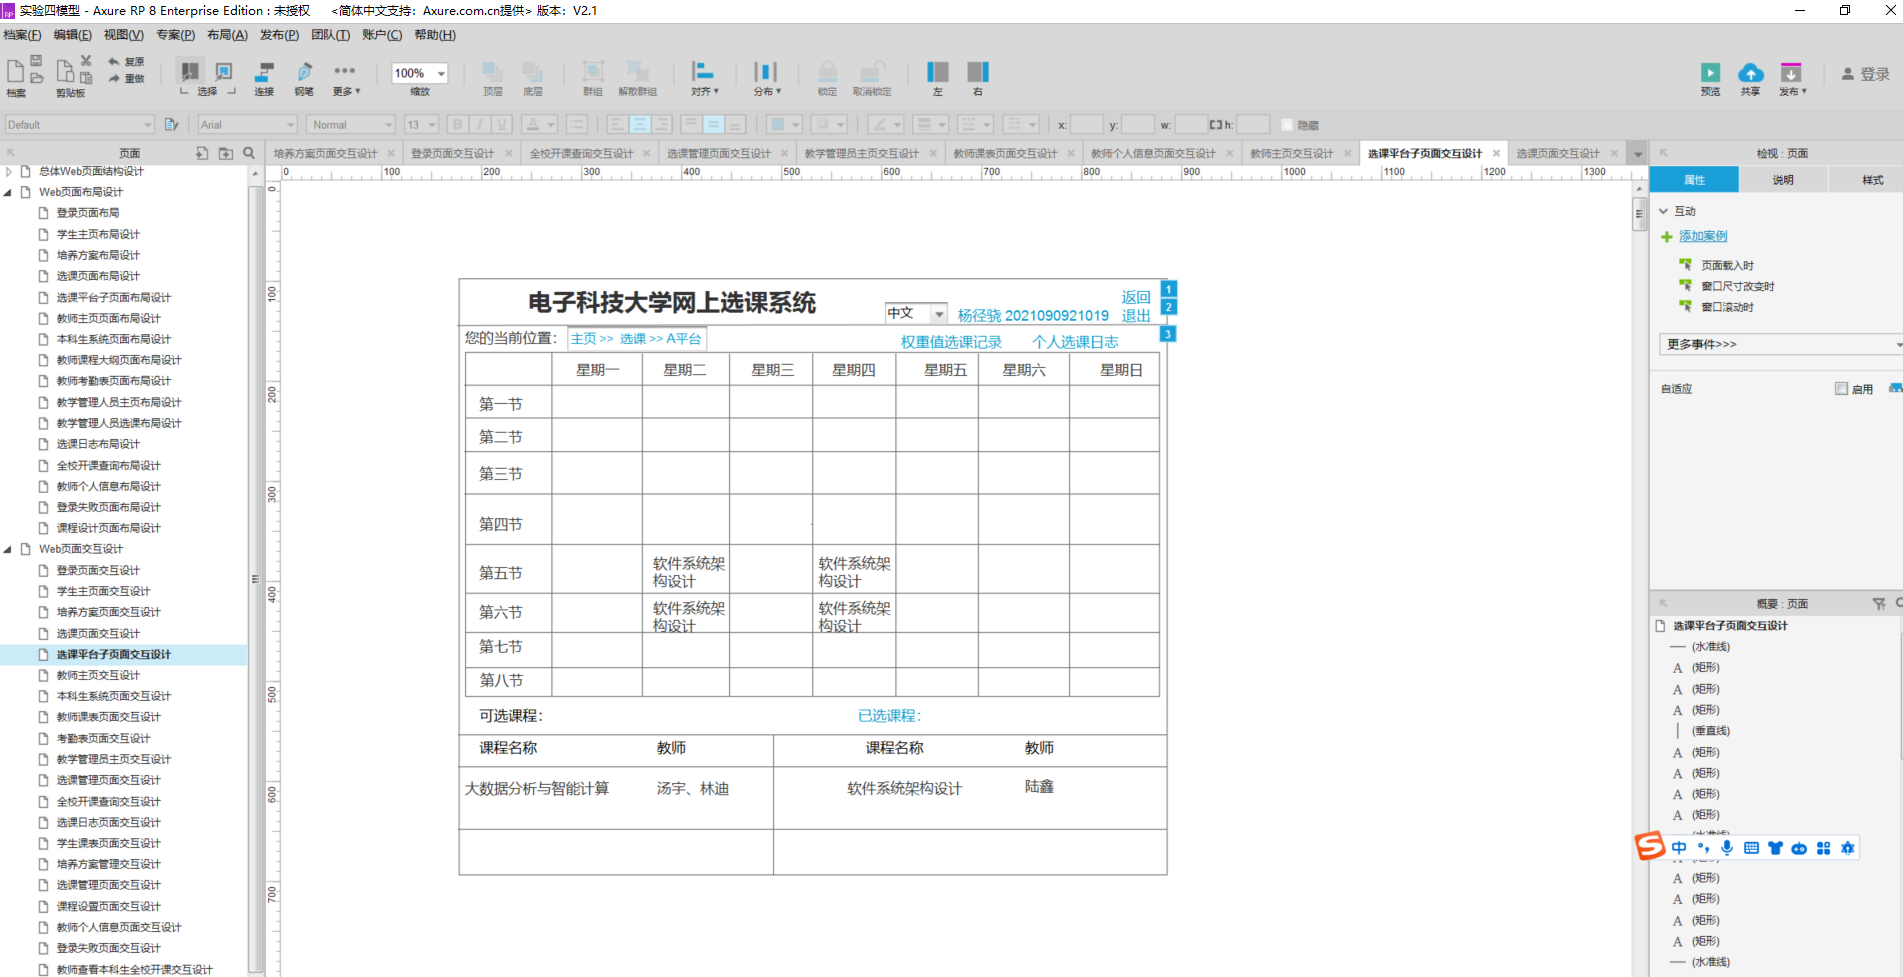 实验四模型 - Axure RP 8 Enterprise Edition : 未授权 <简体中文支持：Axure.com.cn提供> 版本：V2.1
档案(F) 编辑(E) 视图(V) 专案(P) 布局(A) 发布(P) 团队(T) 账户(C) 帮助(H)
档案 剪贴板 复原 重做 选择 连接 钢笔 更多 100% 缩放 顶层 底层 群组 解散群组 对齐 分布 锁定 取消锁定 左 右 预览 共享 发布 登录
Default Arial Normal 13 B I U x: y: w: h: 隐藏
页面
培养方案页面交互设计 登录页面交互设计 全校开课查询交互设计 选课管理页面交互设计 教学管理员主页交互设计 教师课表页面交互设计 教师个人信息页面交互设计 教师主页交互设计 选课平台子页面交互设计 选课页面交互设计
0 100 200 300 400 500 600 700 800 900 1000 1100 1200 1300
0
100
200
300
400
500
600
700
总体Web页面结构设计
Web页面布局设计
登录页面布局
学生主页布局设计
培养方案布局设计
选课页面布局设计
选课平台子页面布局设计
教师主页页面布局设计
本科生系统页面布局设计
教师课程大纲页面布局设计
教师考勤表页面布局设计
教学管理人员主页布局设计
教学管理人员选课布局设计
选课日志布局设计
全校开课查询布局设计
教师个人信息布局设计
登录失败页面布局设计
课程设计页面布局设计
Web页面交互设计
登录页面交互设计
学生主页面交互设计
培养方案页面交互设计
选课页面交互设计
选课平台子页面交互设计
教师主页交互设计
本科生系统页面交互设计
教师课表页面交互设计
考勤表页面交互设计
教学管理员主页交互设计
选课管理页面交互设计
全校开课查询交互设计
选课日志页面交互设计
学生课表页面交互设计
培养方案管理交互设计
选课管理页面交互设计
课程设置页面交互设计
教师个人信息页面交互设计
登录失败页面交互设计
教师查看本科生全校开课交互设计
电子科技大学网上选课系统
中文
杨径骁 2021090921019
返回
退出
1
2
3
您的当前位置： 主页 >> 选课 >> A平台
权重值选课记录 个人选课日志
星期一 星期二 星期三 星期四 星期五 星期六 星期日
第一节
第二节
第三节
第四节
第五节 软件系统架构设计 软件系统架构设计
第六节 软件系统架构设计 软件系统架构设计
第七节
第八节
可选课程： 已选课程：
课程名称 教师 课程名称 教师
大数据分析与智能计算 汤宇、林迪 软件系统架构设计 陆鑫
检视 : 页面
属性 说明 样式
互动
添加案例
页面载入时
窗口尺寸改变时
窗口滚动时
更多事件>>>
自适应 启用
概要 : 页面
选课平台子页面交互设计
(水准线)
A (矩形)
A (矩形)
A (矩形)
(垂直线)
A (矩形)
A (矩形)
A (矩形)
A (矩形)
(水准线)
S 中
A (矩形)
A (矩形)
A (矩形)
A (矩形)
(水准线)